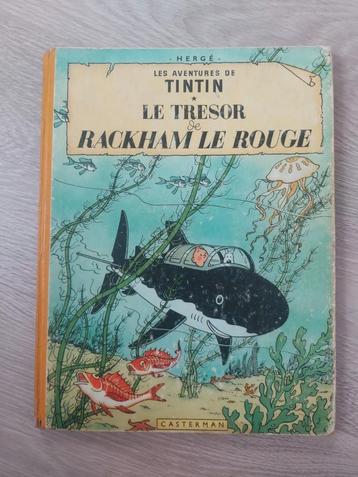 HERGÉ
LES AVENTURES DE
TINTIN
LE TRESOR
de
RACKHAM LE ROUGE
CASTERMAN